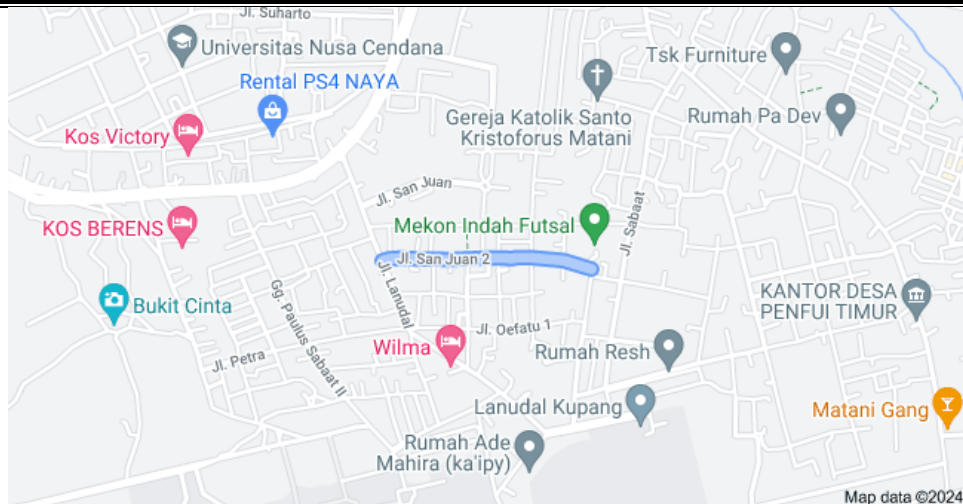 Jl. Suharto
Universitas Nusa Cendana
Tsk Furniture
Rental PS4 NAYA
Gereja Katolik Santo
Kristoforus Matani
Rumah Pa Dev
Kos Victory
Jl. San Juan
Jl. Sabaat
KOS BERENS
Mekon Indah Futsal
Jl. San Juan 2
Jl. Lanudal
Gg. Paulus Sabaat II
Bukit Cinta
KANTOR DESA
PENFUI TIMUR
Jl. Oefatu 1
Wilma
Jl. Petra
Rumah Resh
Lanudal Kupang
Matani Gang
Rumah Ade
Mahira (ka'ipy)
Map data ©2024